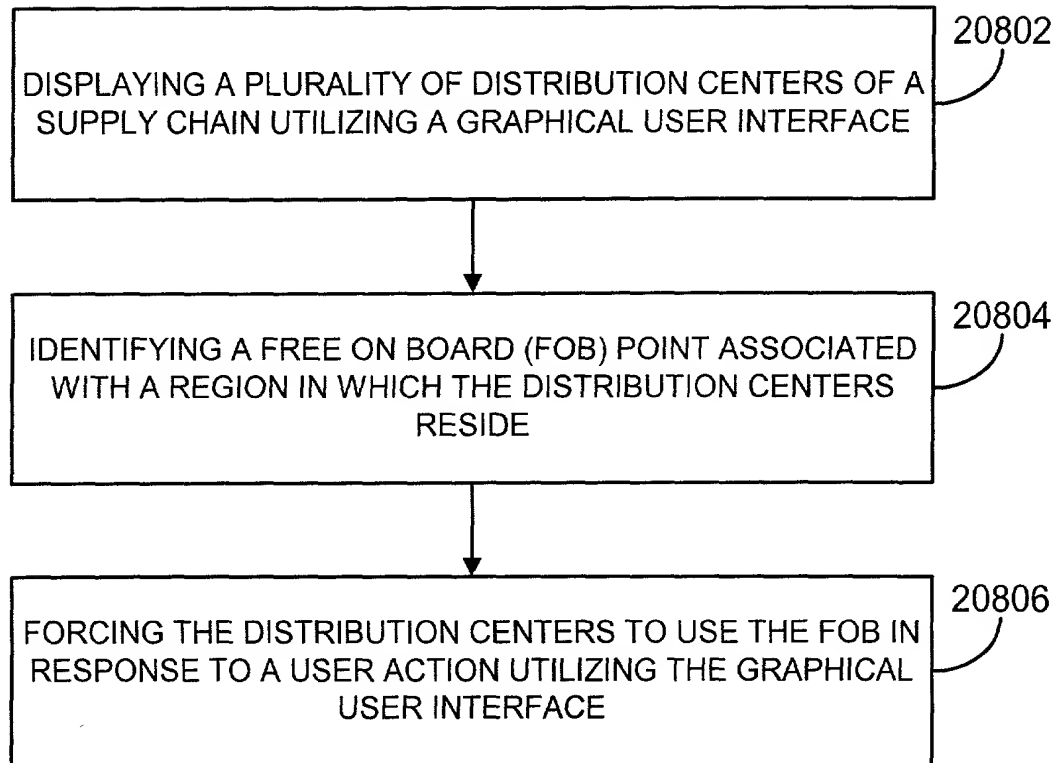 20802
DISPLAYING A PLURALITY OF DISTRIBUTION CENTERS OF A
SUPPLY CHAIN UTILIZING A GRAPHICAL USER INTERFACE
20804
IDENTIFYING A FREE ON BOARD (FOB) POINT ASSOCIATED
WITH A REGION IN WHICH THE DISTRIBUTION CENTERS
RESIDE
20806
FORCING THE DISTRIBUTION CENTERS TO USE THE FOB IN
RESPONSE TO A USER ACTION UTILIZING THE GRAPHICAL
USER INTERFACE